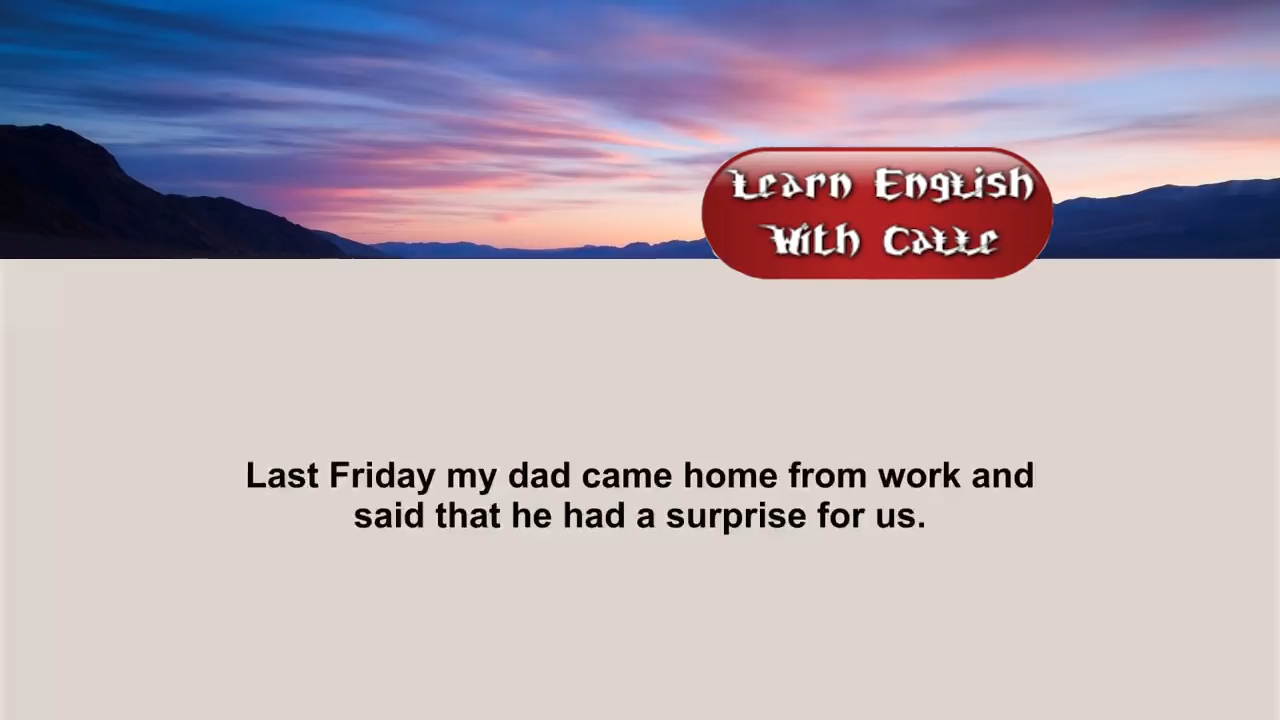 Learn English
With Calle
Last Friday my dad came home from work and
said that he had a surprise for us.